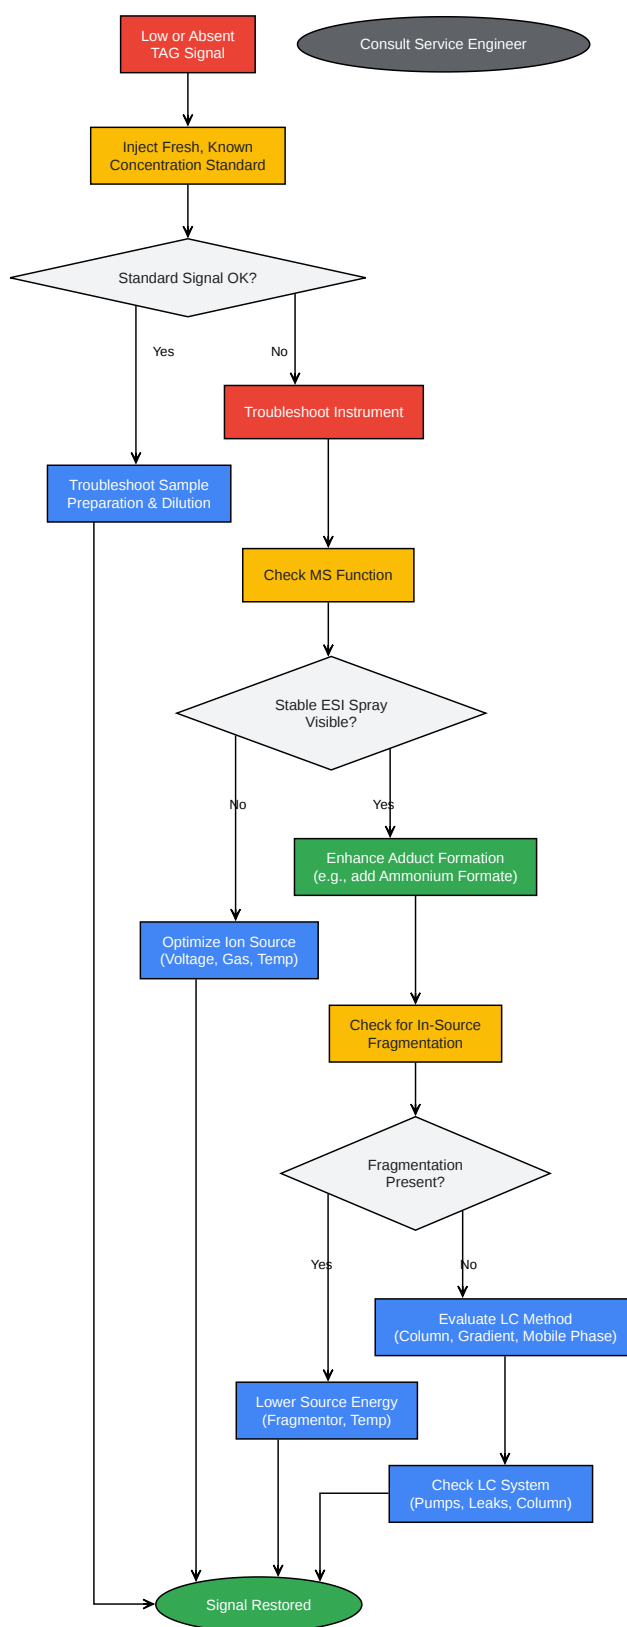 Low or Absent
TAG Signal
Consult Service Engineer
Inject Fresh, Known
Concentration Standard
Standard Signal OK?
Yes
No
Troubleshoot Instrument
Troubleshoot Sample
Preparation & Dilution
Check MS Function
Stable ESI Spray
Visible?
No
Yes
Enhance Adduct Formation
(e.g., add Ammonium Formate)
Optimize Ion Source
(Voltage, Gas, Temp)
Check for In-Source
Fragmentation
Fragmentation
Present?
Yes
No
Evaluate LC Method
(Column, Gradient, Mobile Phase)
Lower Source Energy
(Fragmentor, Temp)
Check LC System
(Pumps, Leaks, Column)
Signal Restored